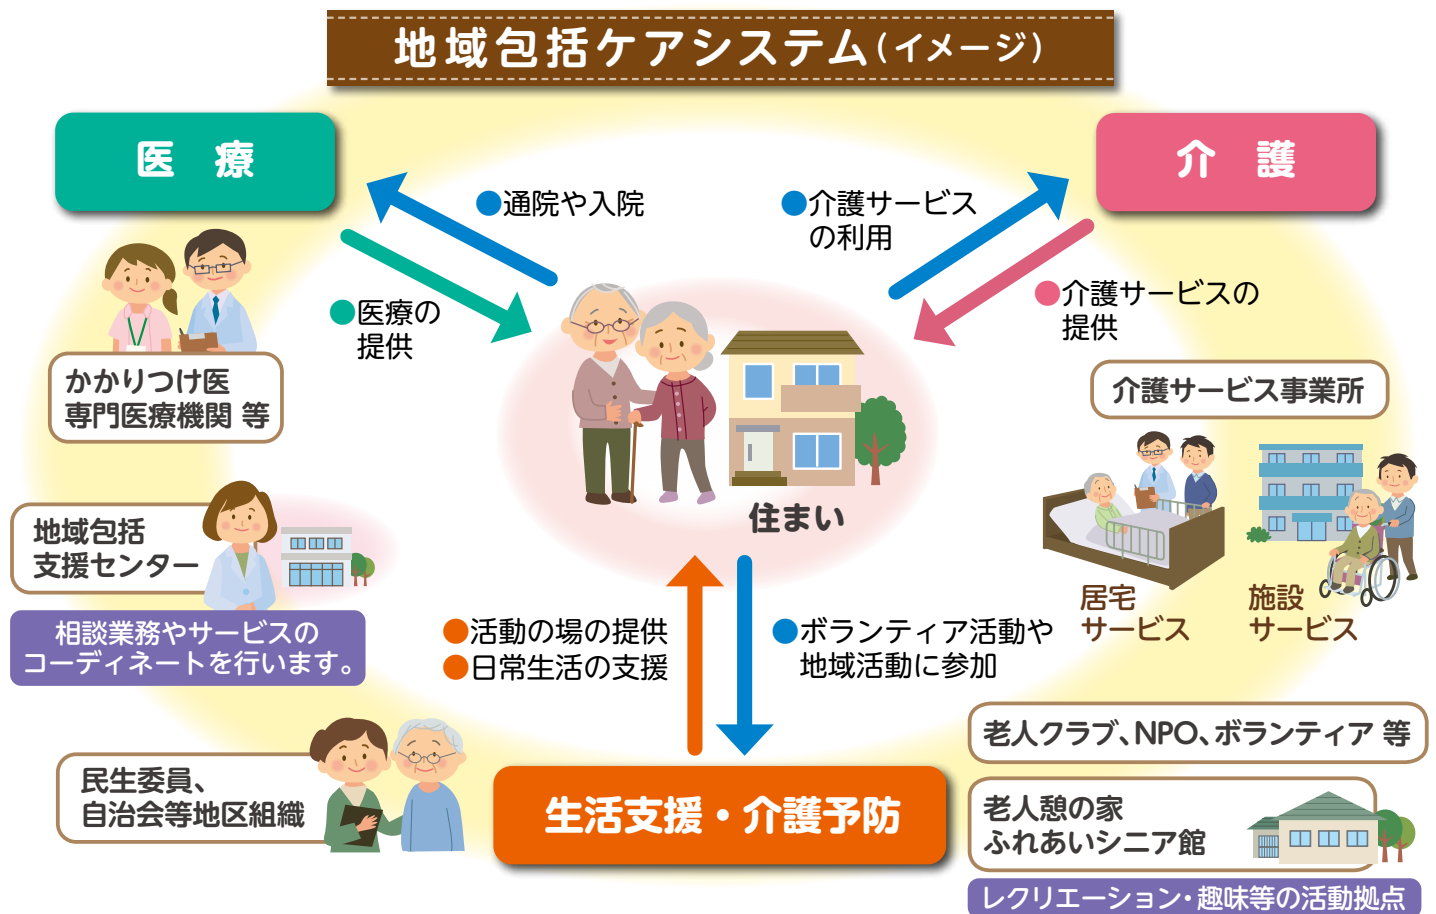 地域包括ケアシステム(イメージ)
医 療
介 護
●通院や入院
●介護サービス
の利用
●医療の
提供
●介護サービスの
提供
かかりつけ医
専門医療機関 等
介護サービス事業所
住まい
地域包括
支援センター
相談業務やサービスの
コーディネートを行います。
居宅
サービス
施設
サービス
●活動の場の提供
●日常生活の支援
●ボランティア活動や
地域活動に参加
民生委員、
自治会等地区組織
生活支援・介護予防
老人クラブ、NPO、ボランティア 等
老人憩の家
ふれあいシニア館
レクリエーション・趣味等の活動拠点